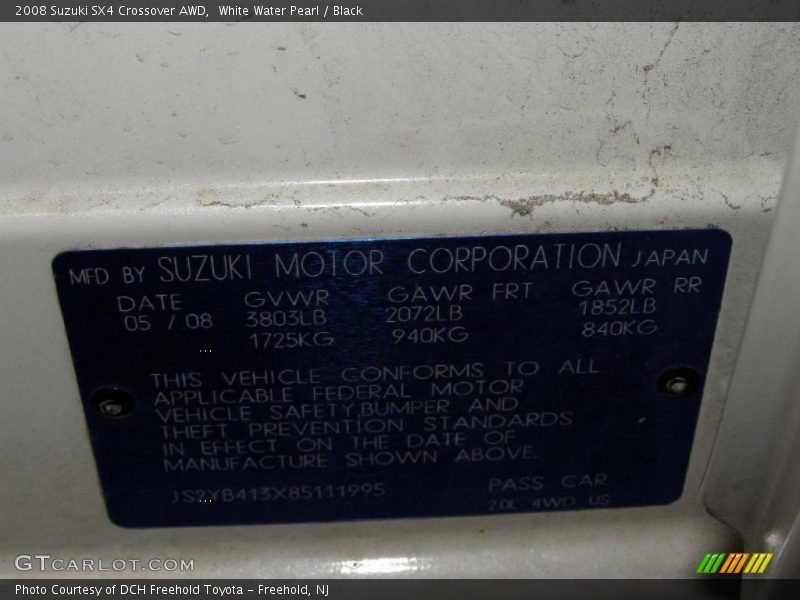 2008 Suzuki SX4 Crossover AWD, White Water Pearl / Black
MFD BY SUZUKI MOTOR CORPORATION JAPAN
DATE GVWR GAWR FRT GAWR RR
05 / 08 3803LB 2072LB 1852LB
1725KG 940KG 840KG
THIS VEHICLE CONFORMS TO ALL
APPLICABLE FEDERAL MOTOR
VEHICLE SAFETY,BUMPER AND
THEFT PREVENTION STANDARDS
IN EFFECT ON THE DATE OF
MANUFACTURE SHOWN ABOVE.
JS2YB413X85111995 PASS CAR
2.0L 4WD US
GTCARLOT.COM
Photo Courtesy of DCH Freehold Toyota - Freehold, NJ